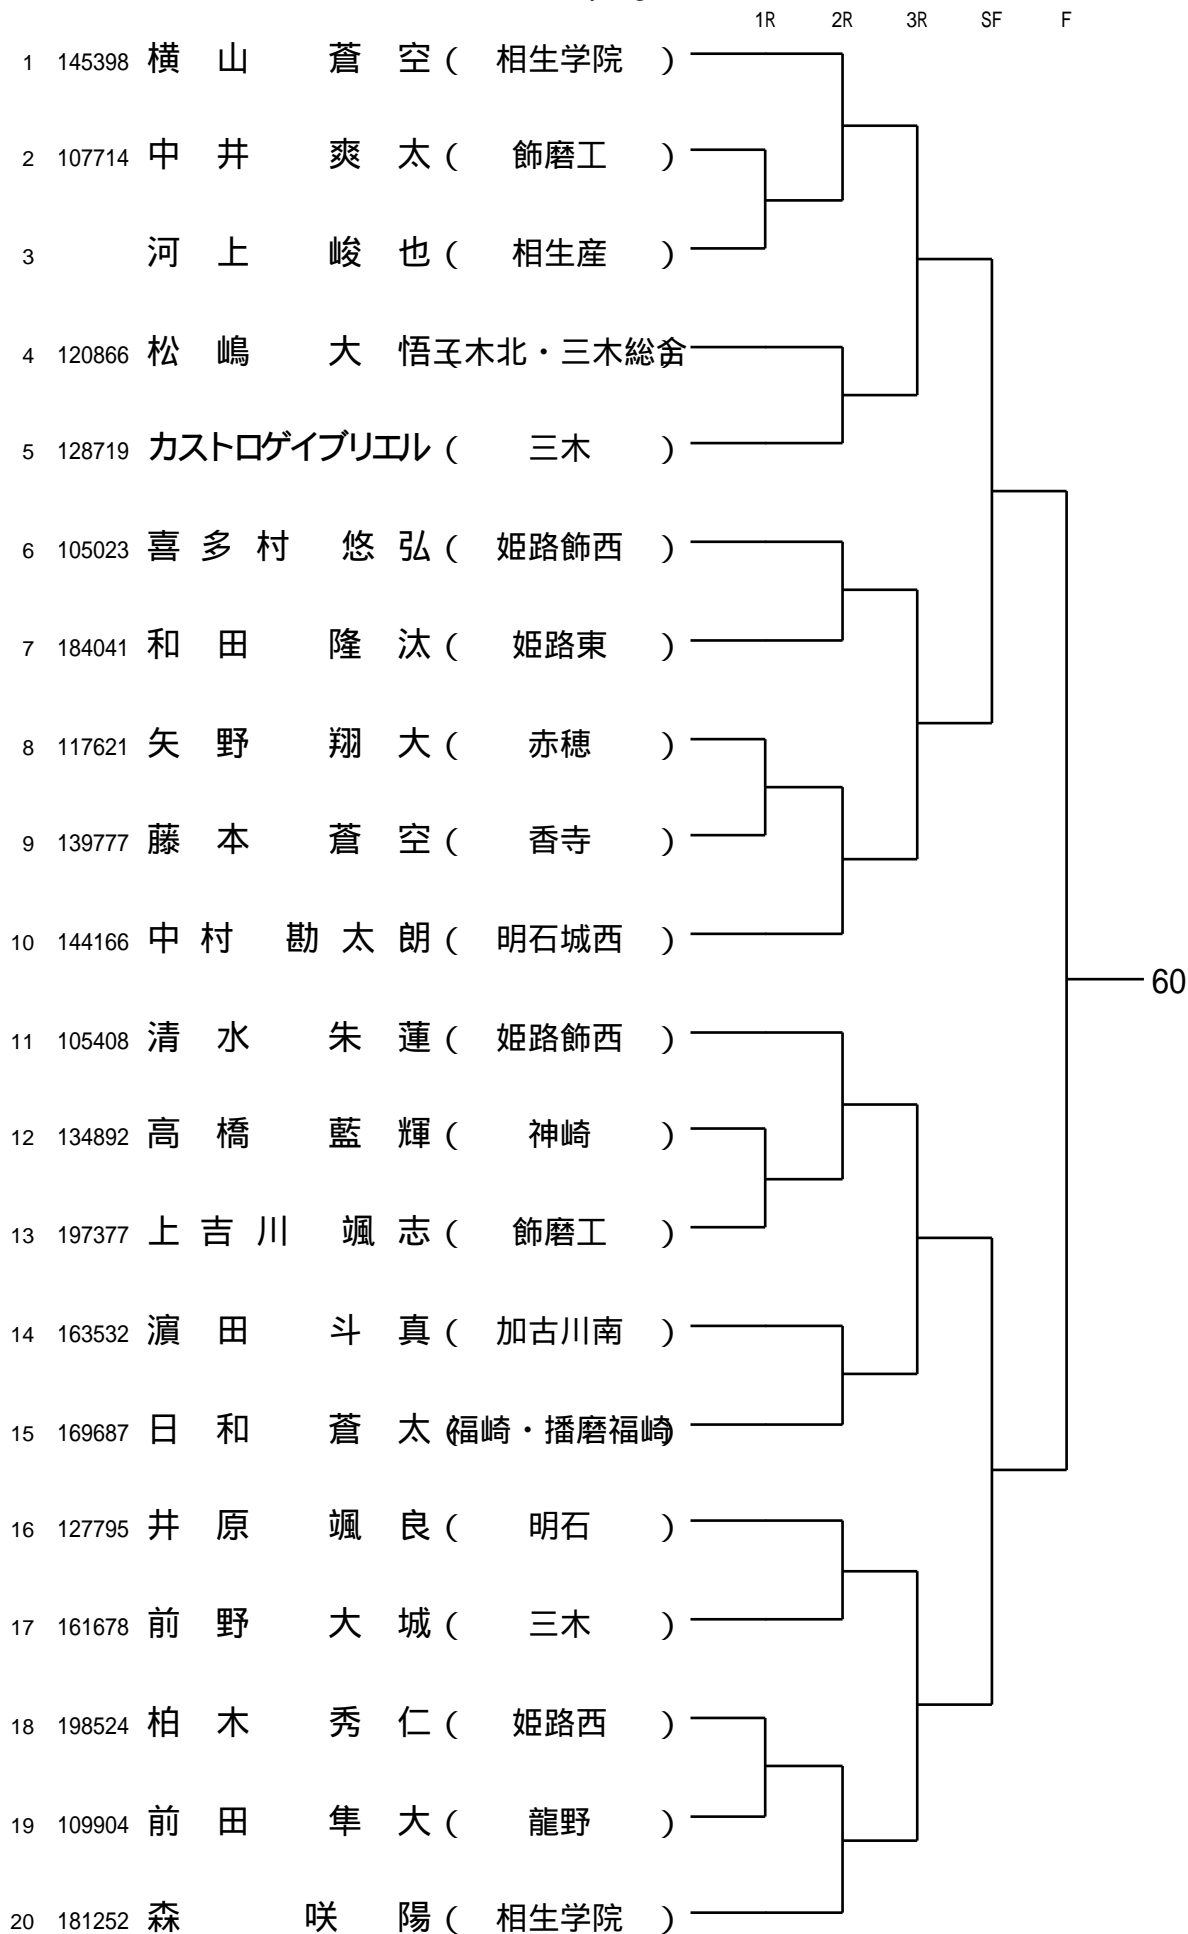 1R 2R 3R SF F
1 145398 横 山 蒼 空 ( 相生学院 )
2 107714 中 井 爽 太 ( 飾磨工 )
3 河 上 峻 也 ( 相生産 )
4 120866 松 嶋 大 悟 ( 三木北・三木総合 )
5 128719 カストロゲイブリエル ( 三木 )
6 105023 喜 多 村 悠 弘 ( 姫路飾西 )
7 184041 和 田 隆 汰 ( 姫路東 )
8 117621 矢 野 翔 大 ( 赤穂 )
9 139777 藤 本 蒼 空 ( 香寺 )
10 144166 中 村 勘 太 朗 ( 明石城西 )
60
11 105408 清 水 朱 蓮 ( 姫路飾西 )
12 134892 高 橋 藍 輝 ( 神崎 )
13 197377 上 吉 川 颯 志 ( 飾磨工 )
14 163532 濵 田 斗 真 ( 加古川南 )
15 169687 日 和 蒼 太 ( 福崎・播磨福崎 )
16 127795 井 原 颯 良 ( 明石 )
17 161678 前 野 大 城 ( 三木 )
18 198524 柏 木 秀 仁 ( 姫路西 )
19 109904 前 田 隼 大 ( 龍野 )
20 181252 森 咲 陽 ( 相生学院 )